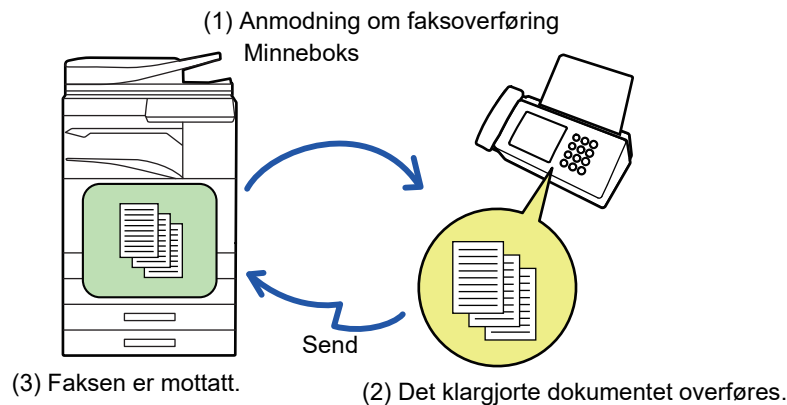 (1) Anmodning om faksoverføring
Minneboks
Send
(3) Faksen er mottatt.
(2) Det klargjorte dokumentet overføres.